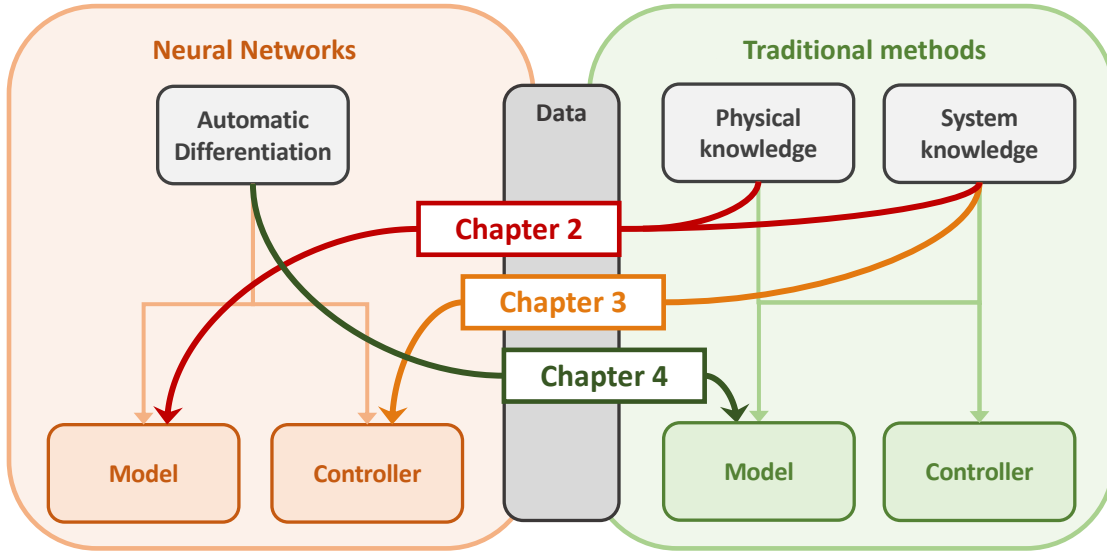 Neural Networks
Traditional methods
Automatic
Differentiation
Data
Physical
knowledge
System
knowledge
Chapter 2
Chapter 3
Chapter 4
Model
Controller
Model
Controller